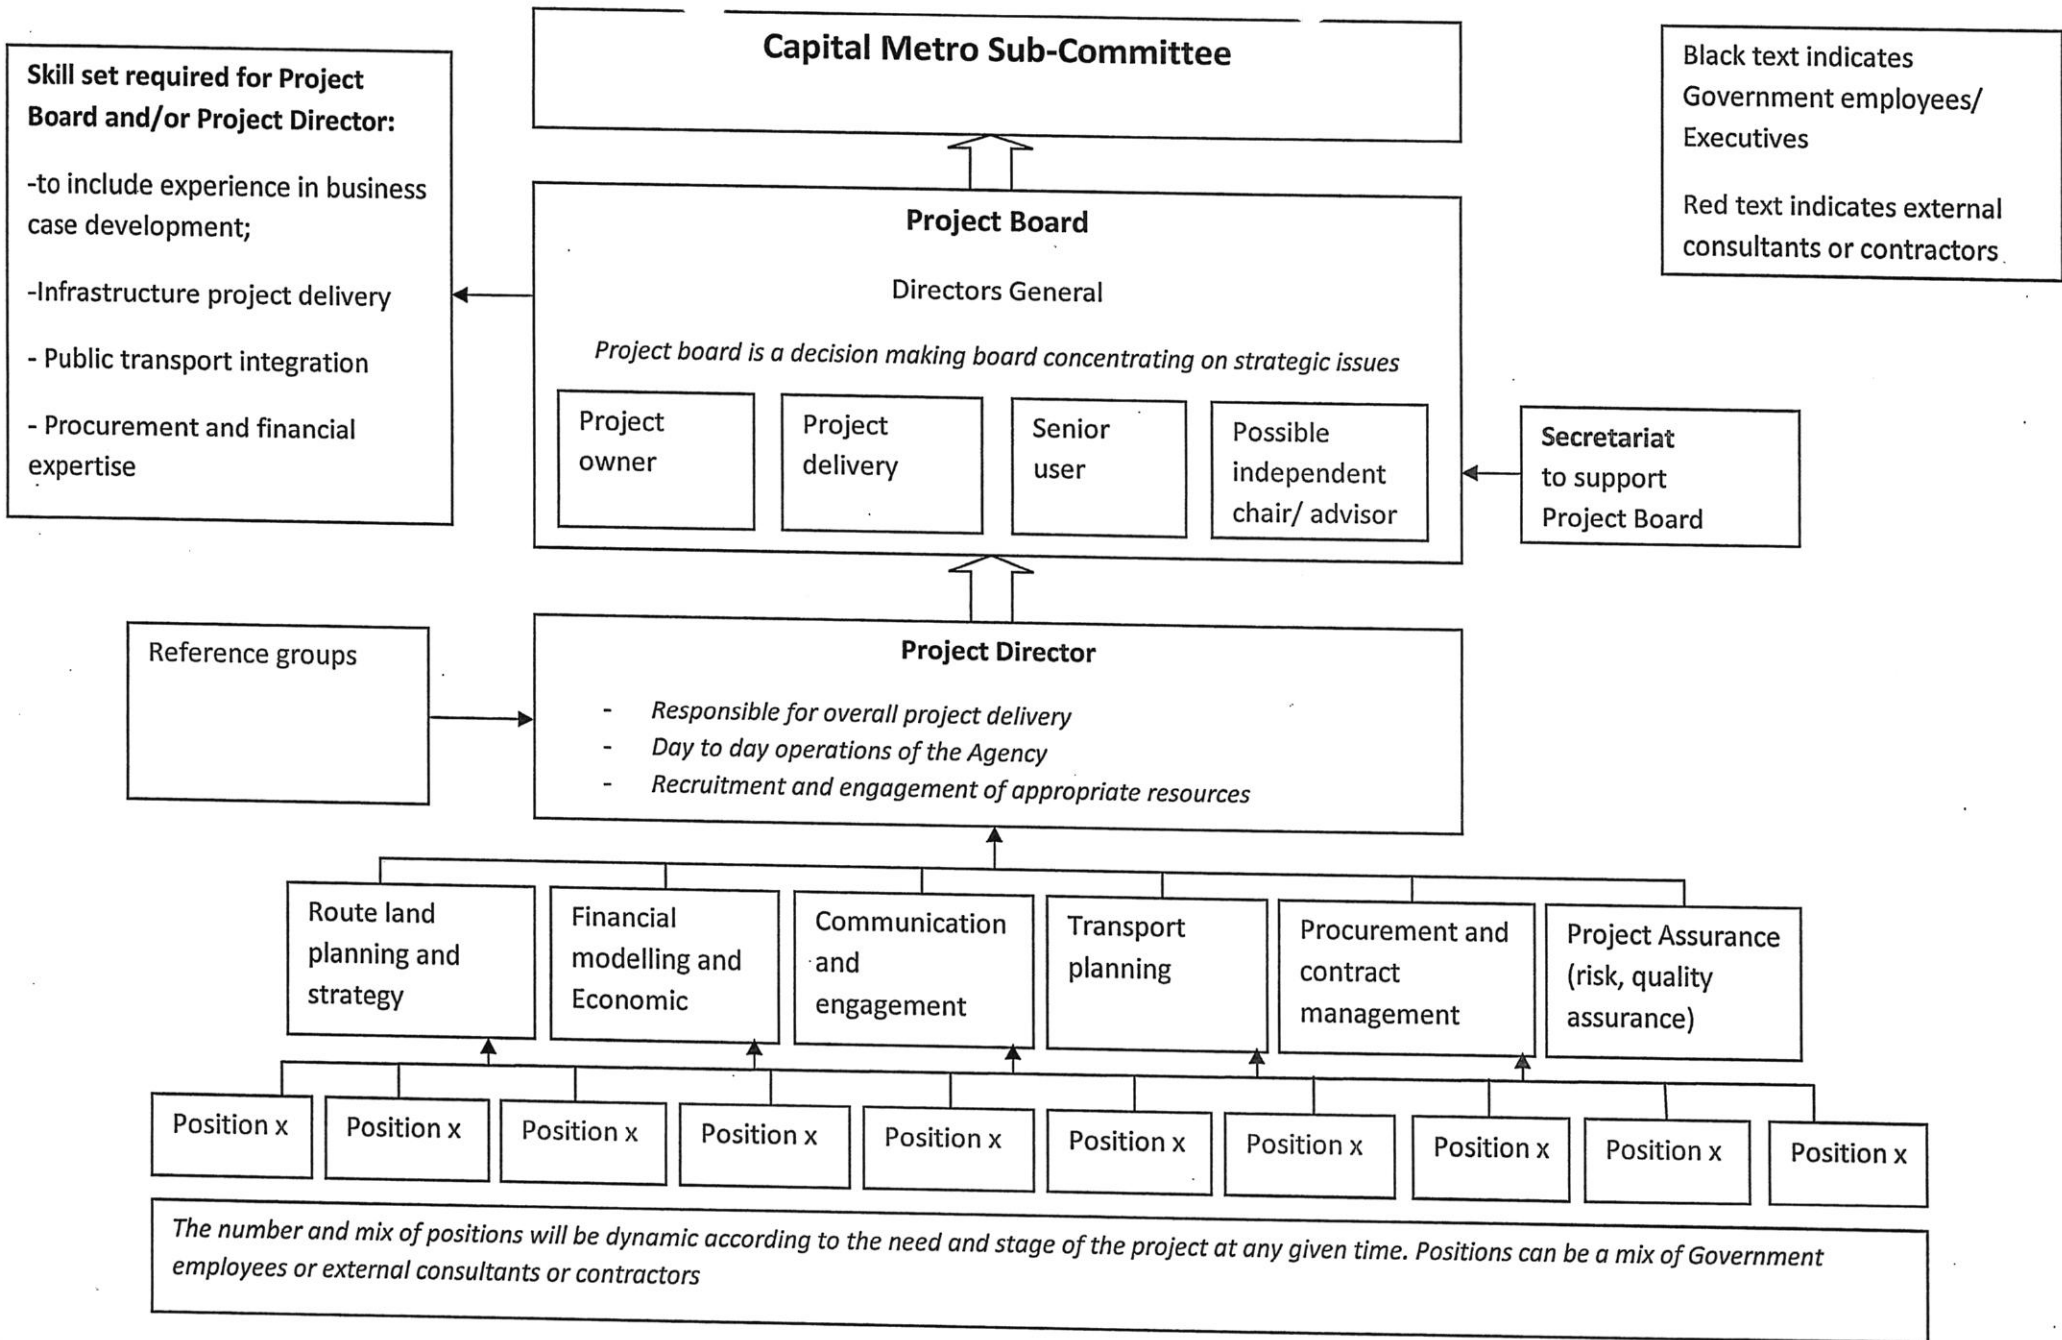 Capital Metro Sub-Committee
Skill set required for Project
Board and/or Project Director:
-to include experience in business
case development;
-Infrastructure project delivery
- Public transport integration
- Procurement and financial
expertise
Black text indicates
Government employees/
Executives
Red text indicates external
consultants or contractors
Project Board
Directors General
Project board is a decision making board concentrating on strategic issues
Project
owner
Project
delivery
Senior
user
Possible
independent
chair/ advisor
Secretariat
to support
Project Board
Reference groups
Project Director
- Responsible for overall project delivery
- Day to day operations of the Agency
- Recruitment and engagement of appropriate resources
Route land
planning and
strategy
Financial
modelling and
Economic
Communication
and
engagement
Transport
planning
Procurement and
contract
management
Project Assurance
(risk, quality
assurance)
Position x
Position x
Position x
Position x
Position x
Position x
Position x
Position x
Position x
Position x
The number and mix of positions will be dynamic according to the need and stage of the project at any given time. Positions can be a mix of Government
employees or external consultants or contractors